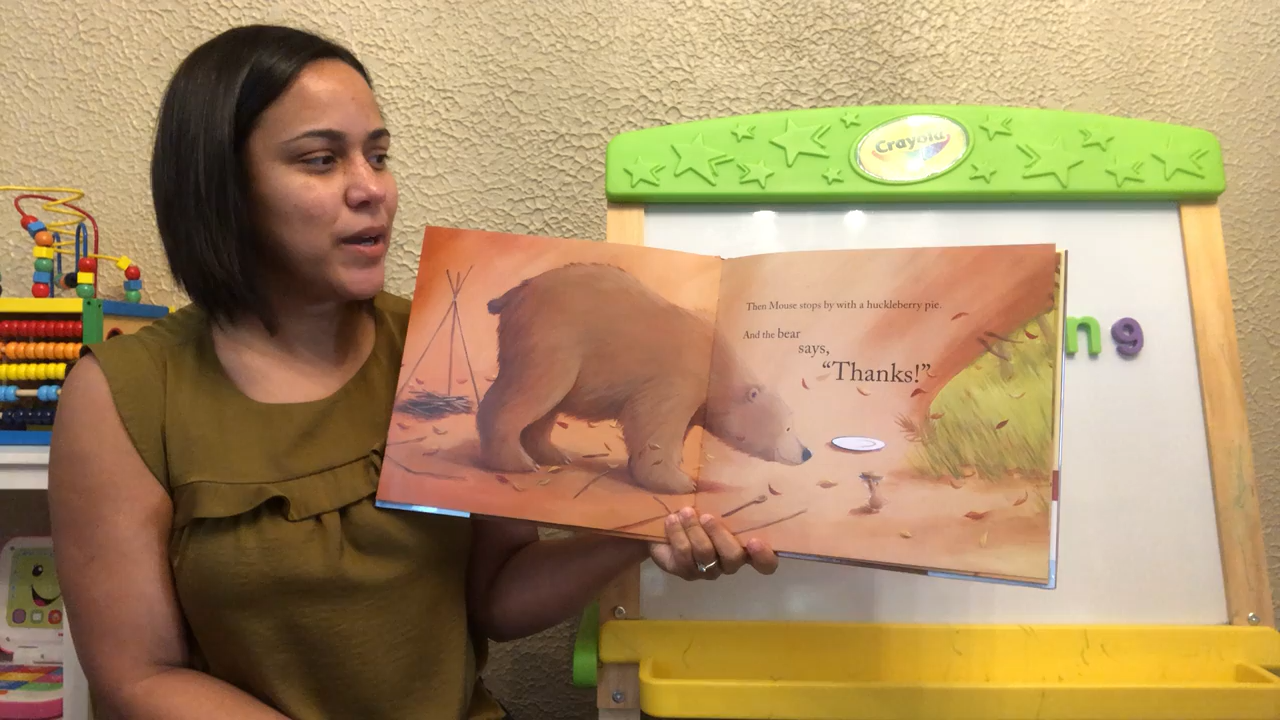 Crayola
Then Mouse stops by with a huckleberry pie.
And the bear
says,
“Thanks!”
ng